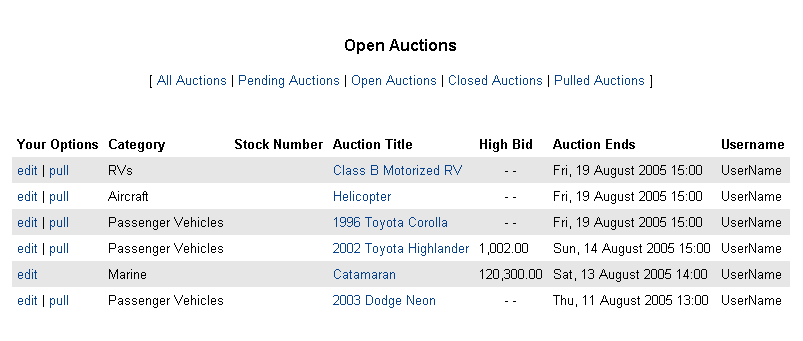 Open Auctions
[ All Auctions | Pending Auctions | Open Auctions | Closed Auctions | Pulled Auctions ]
Your Options Category Stock Number Auction Title High Bid Auction Ends Username
edit | pull RVs Class B Motorized RV - - Fri, 19 August 2005 15:00 UserName
edit | pull Aircraft Helicopter - - Fri, 19 August 2005 15:00 UserName
edit | pull Passenger Vehicles 1996 Toyota Corolla - - Fri, 19 August 2005 15:00 UserName
edit | pull Passenger Vehicles 2002 Toyota Highlander 1,002.00 Sun, 14 August 2005 15:00 UserName
edit Marine Catamaran 120,300.00 Sat, 13 August 2005 14:00 UserName
edit | pull Passenger Vehicles 2003 Dodge Neon - - Thu, 11 August 2005 13:00 UserName